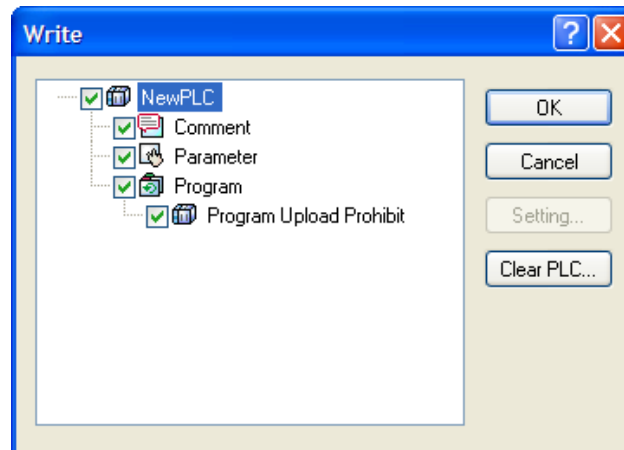 Write
NewPLC
Comment
Parameter
Program
Program Upload Prohibit
OK
Cancel
Setting...
Clear PLC...